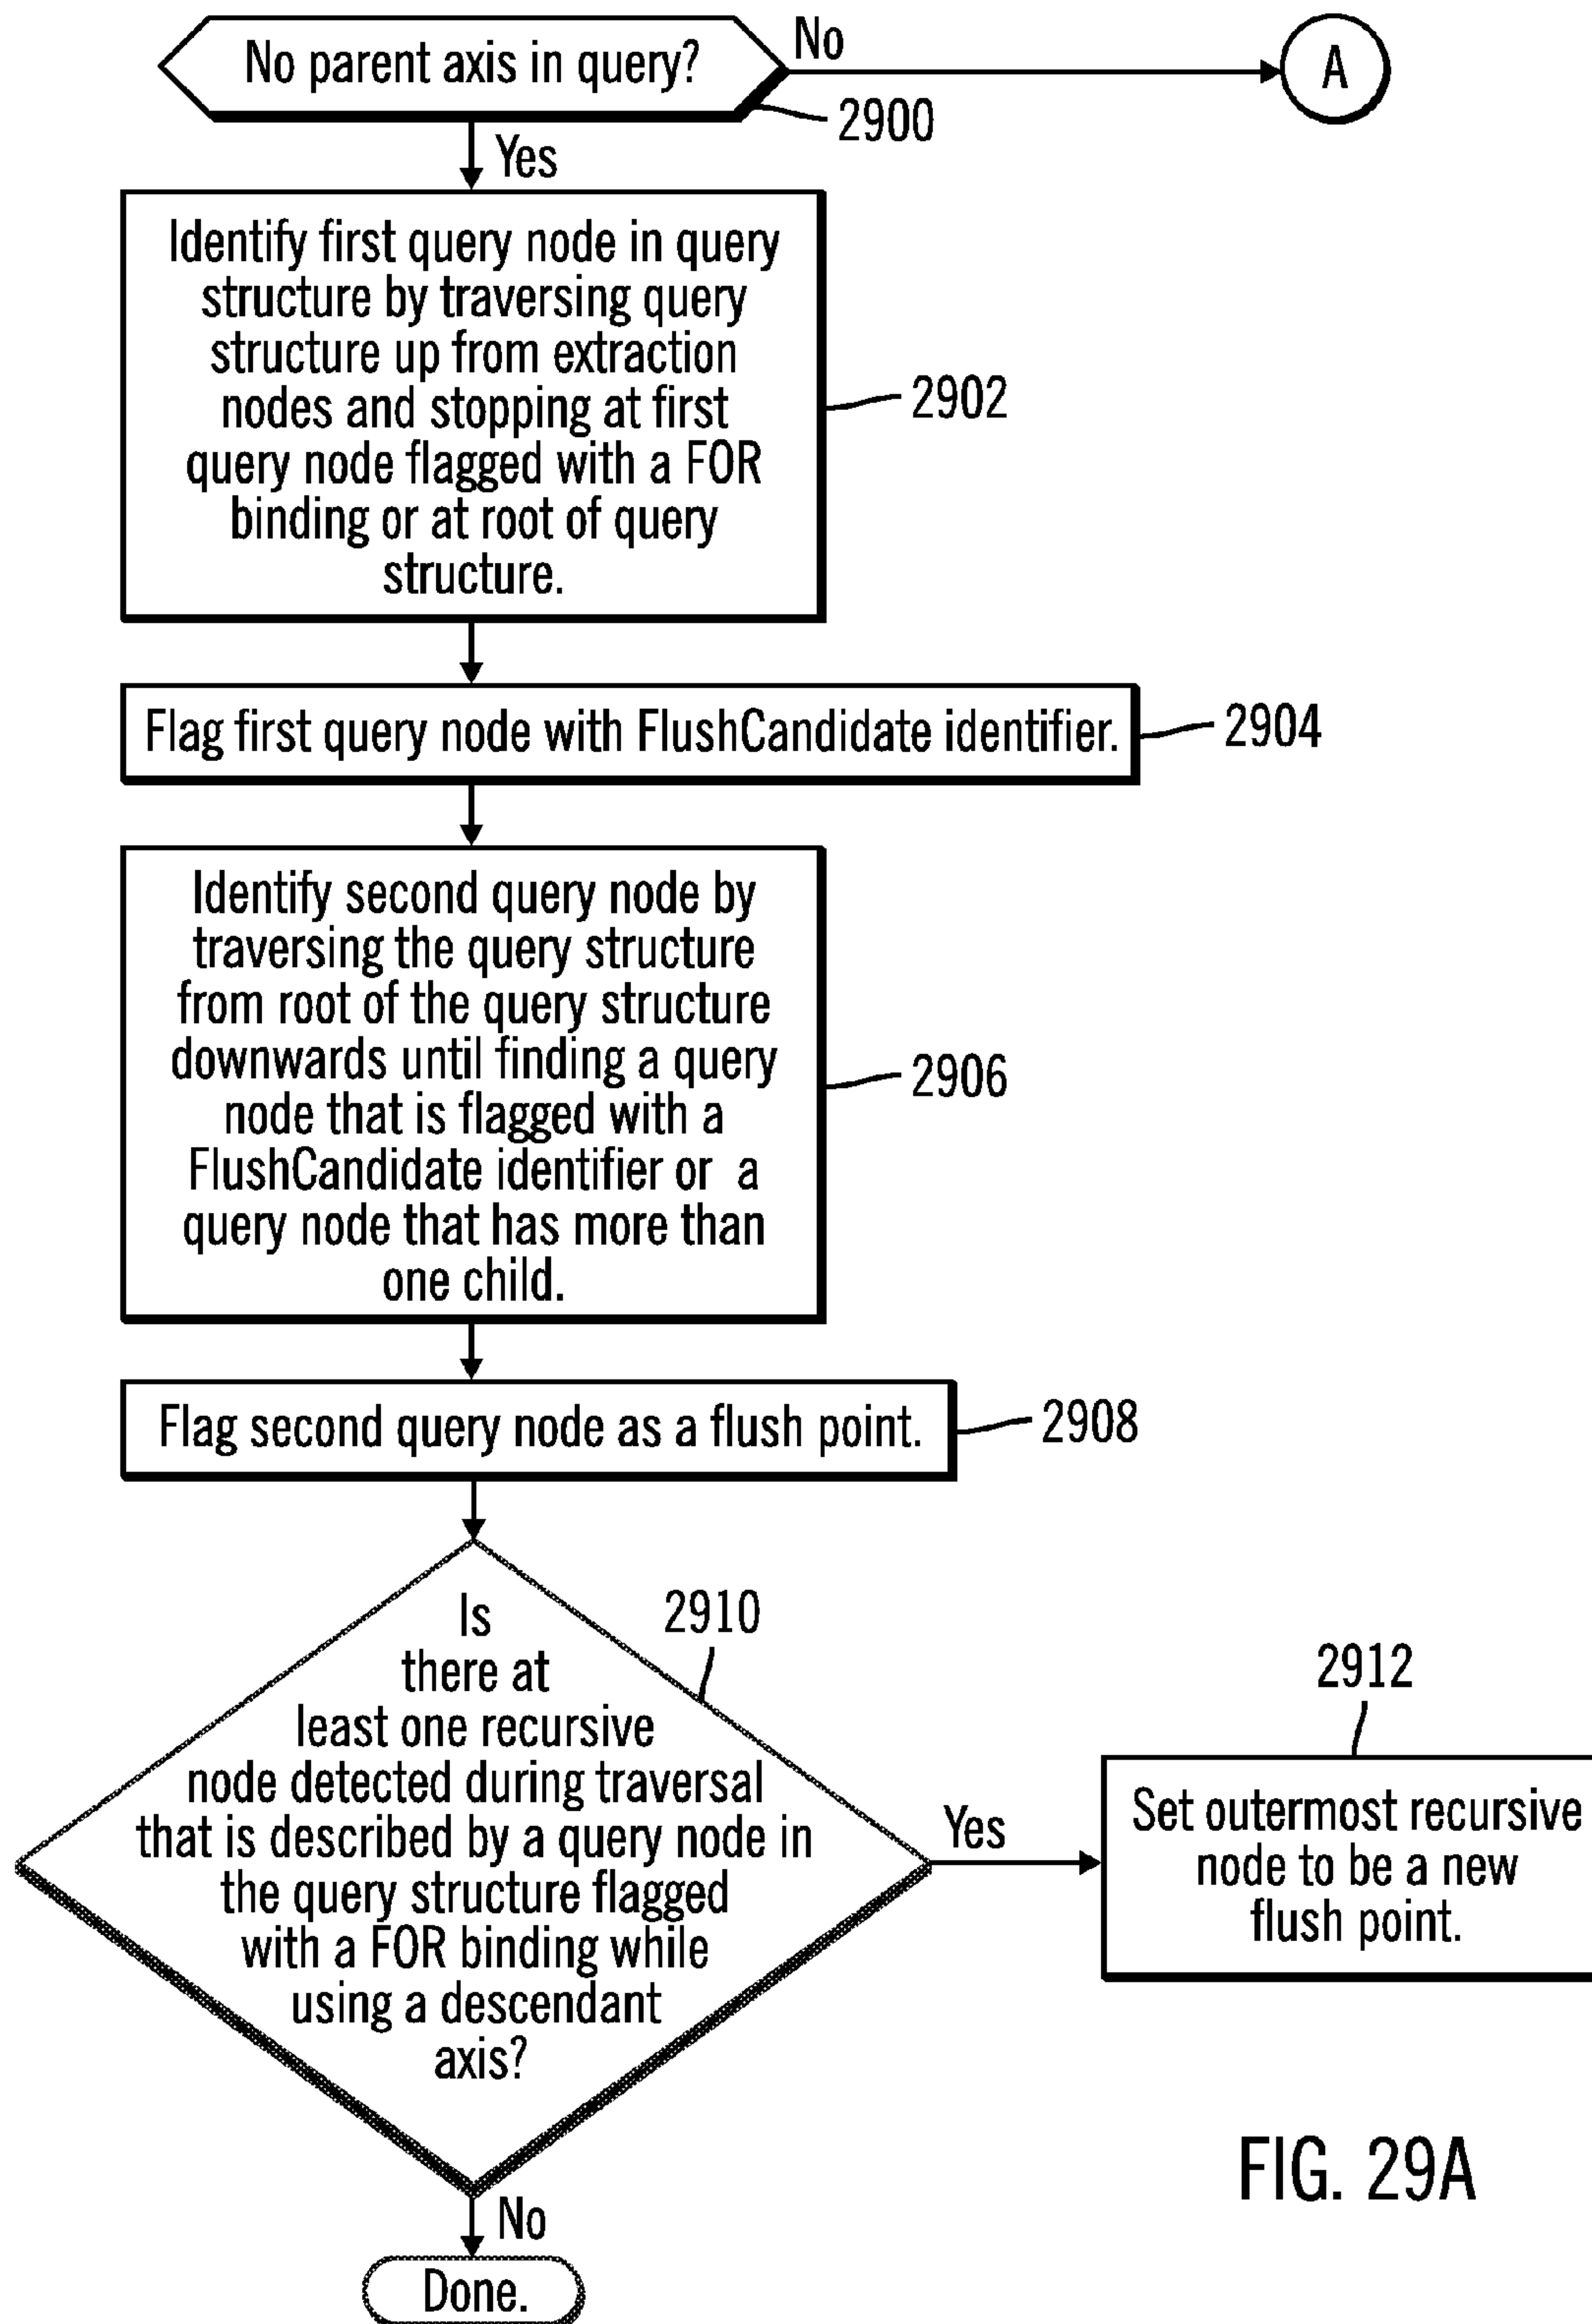 No parent axis in query?
No
A
2900
Yes
Identify first query node in query
structure by traversing query
structure up from extraction
nodes and stopping at first
query node flagged with a FOR
binding or at root of query
structure.
2902
Flag first query node with FlushCandidate identifier.
2904
Identify second query node by
traversing the query structure
from root of the query structure
downwards until finding a query
node that is flagged with a
FlushCandidate identifier or a
query node that has more than
one child.
2906
Flag second query node as a flush point.
2908
Is
there at
least one recursive
node detected during traversal
that is described by a query node in
the query structure flagged
with a FOR binding while
using a descendant
axis?
2910
Yes
2912
Set outermost recursive
node to be a new
flush point.
No
Done.
FIG. 29A